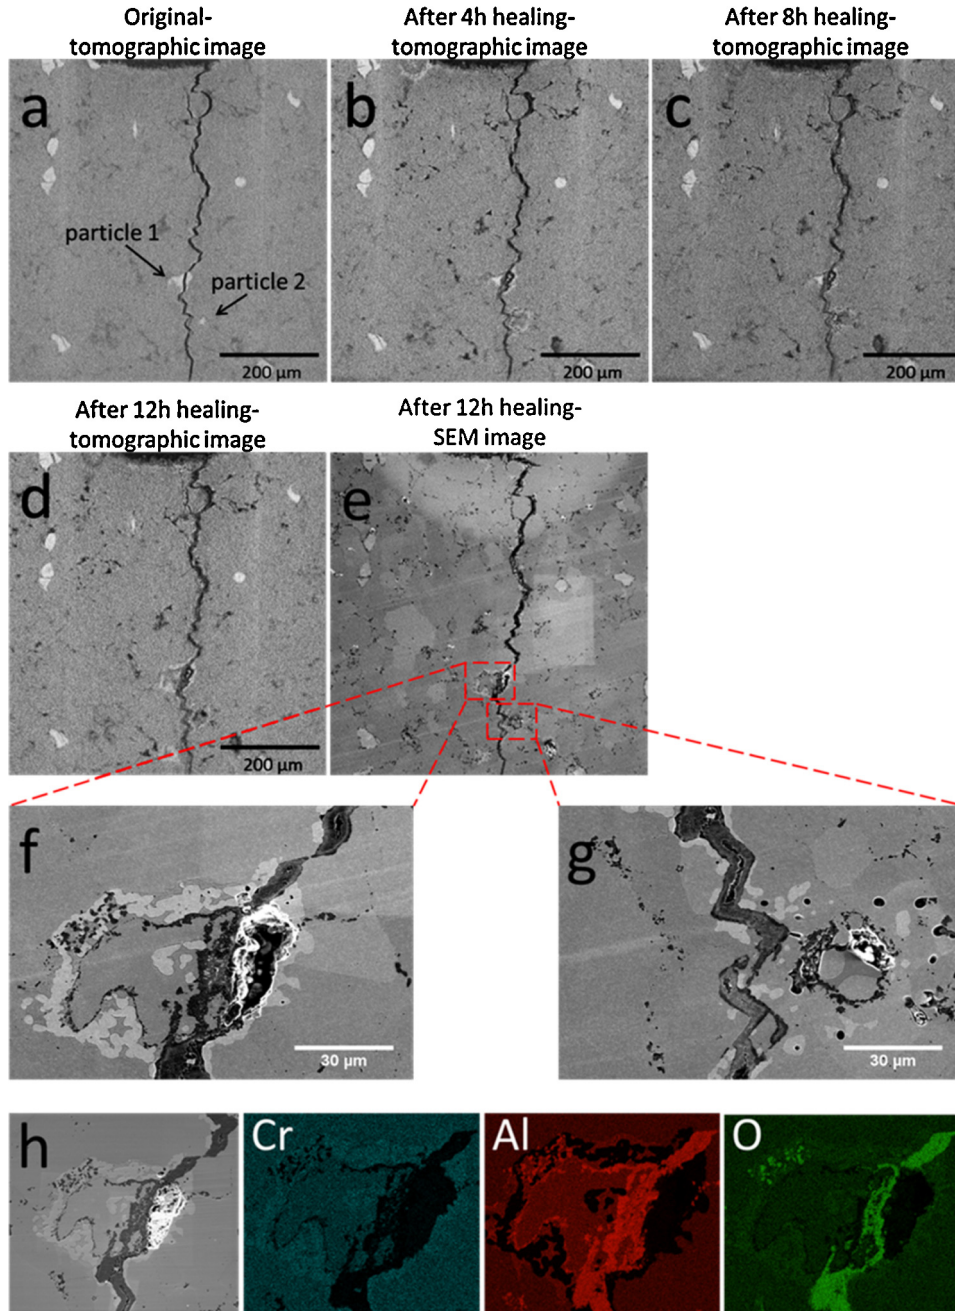 Original-
tomographic image
After 4h healing-
tomographic image
After 8h healing-
tomographic image
a
b
c
particle 1
particle 2
200 µm
200 µm
200 µm
After 12h healing-
tomographic image
After 12h healing-
SEM image
d
e
200 µm
f
g
30 µm
30 µm
h
Cr
Al
O